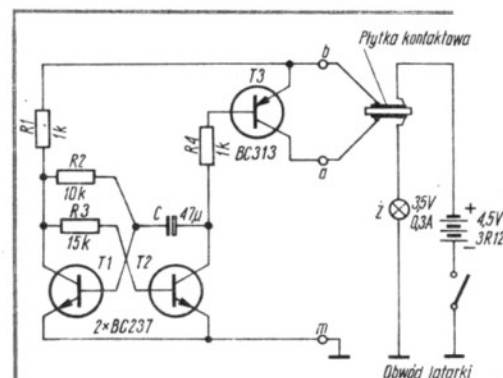 Płytka kontaktowa
b
T3
R1
1k
R2
10k
R3
15k
C
47µ
R4
1k
BC313
a
T1
T2
2×BC237
m
Ż
3,5V
0,3A
+
4,5V
3R12
−
Obwód latarki